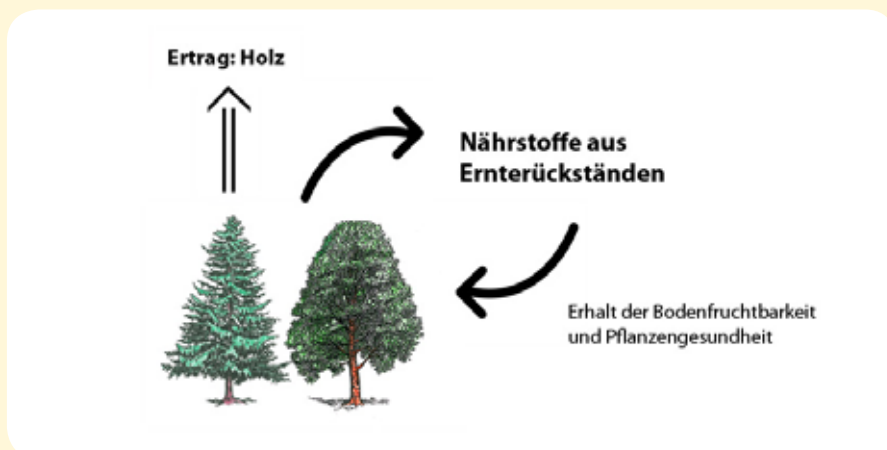 Ertrag: Holz
Nährstoffe aus
Ernterückständen
Erhalt der Bodenfruchtbarkeit
und Pflanzengesundheit